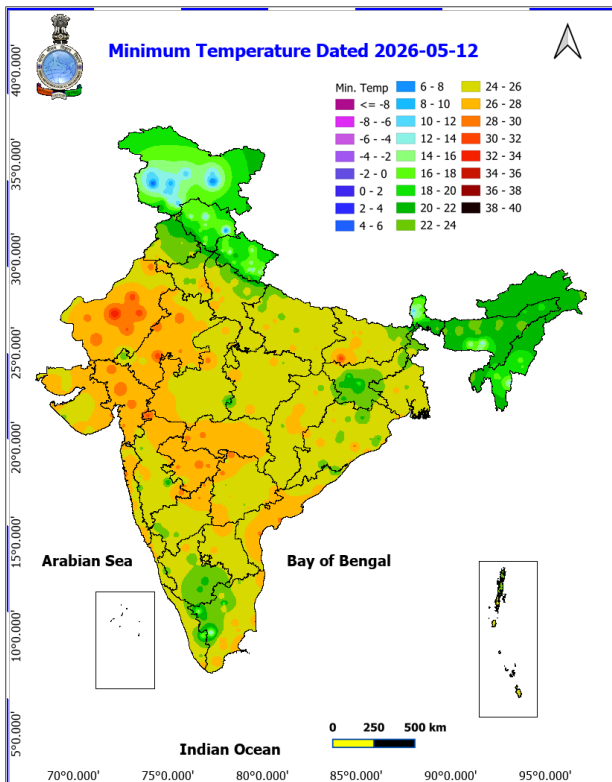 Minimum Temperature Dated 2026-05-12
Min. Temp
<= -8
-8 - -6
-6 - -4
-4 - -2
-2 - 0
0 - 2
2 - 4
4 - 6
6 - 8
8 - 10
10 - 12
12 - 14
14 - 16
16 - 18
18 - 20
20 - 22
22 - 24
24 - 26
26 - 28
28 - 30
30 - 32
32 - 34
34 - 36
36 - 38
38 - 40
40°0.000'
35°0.000'
30°0.000'
25°0.000'
20°0.000'
15°0.000'
10°0.000'
5°0.000'
Arabian Sea
Bay of Bengal
Indian Ocean
0 250 500 km
70°0.000' 75°0.000' 80°0.000' 85°0.000' 90°0.000' 95°0.000'